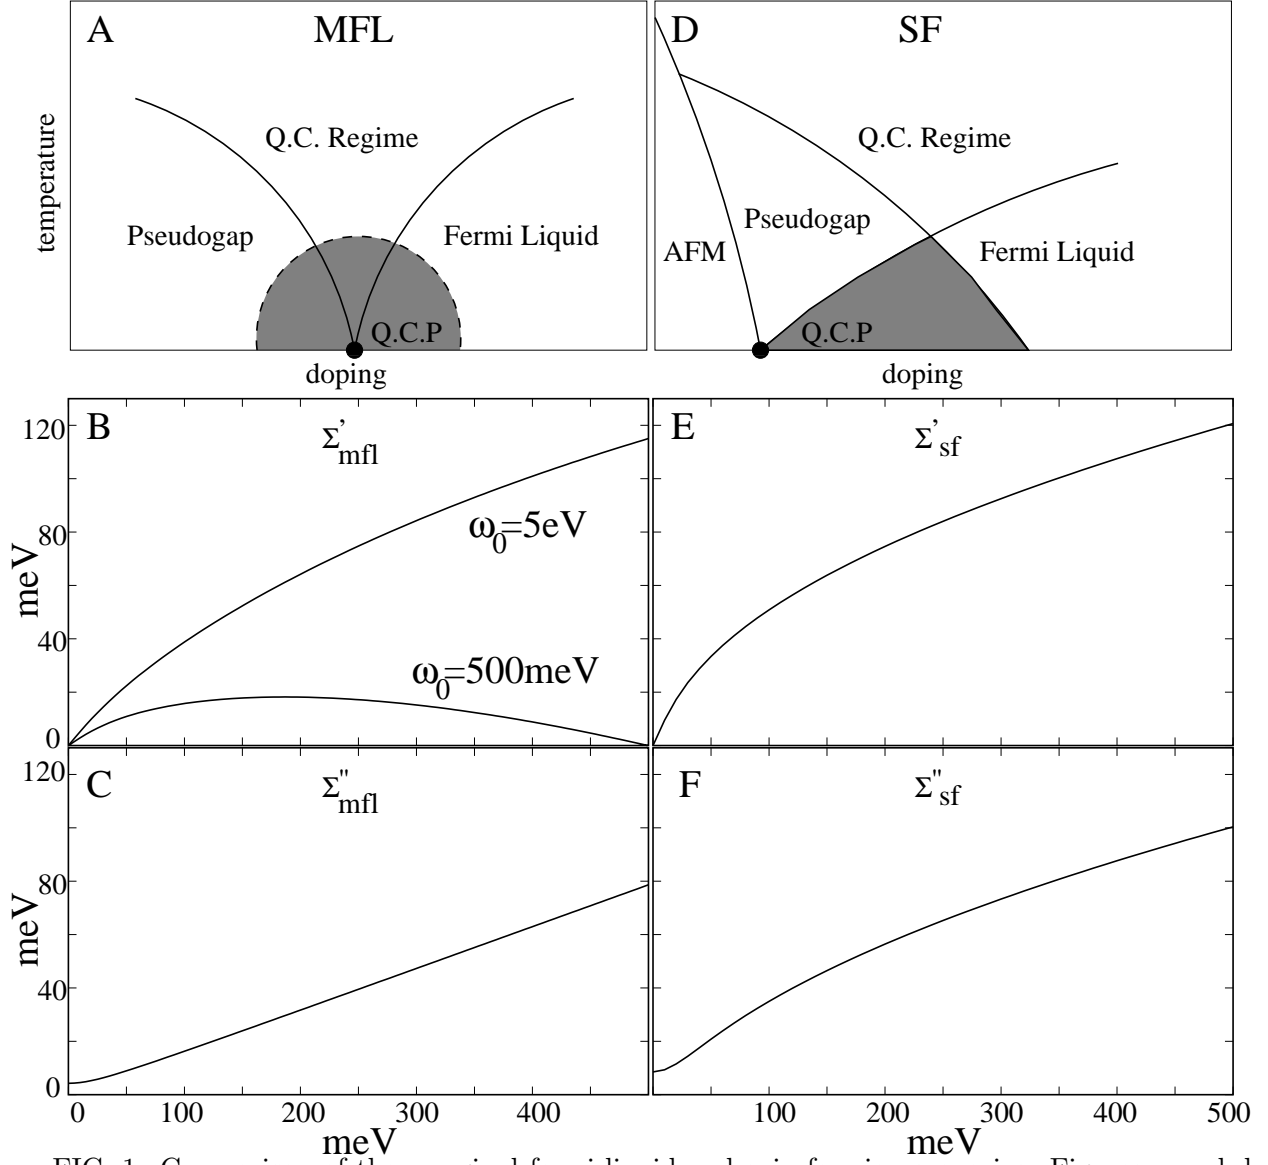 A MFL
Q.C. Regime
Pseudogap
Fermi Liquid
Q.C.P
temperature
doping
D SF
Q.C. Regime
Pseudogap
AFM
Fermi Liquid
Q.C.P
doping
B Σ'mfl
ω0=5eV
ω0=500meV
120
80
40
0
meV
E Σ'sf
C Σ"mfl
120
80
40
0
meV
0 100 200 300 400
meV
F Σ"sf
100 200 300 400 500
meV